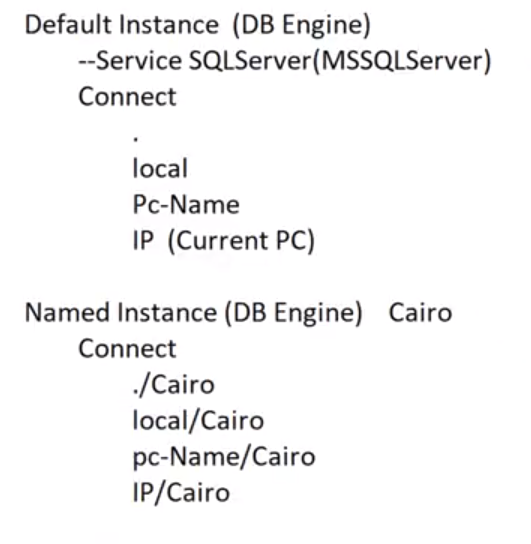 Default Instance (DB Engine)
--Service SQLServer(MSSQLServer)
Connect
.
local
Pc-Name
IP (Current PC)
Named Instance (DB Engine) Cairo
Connect
./Cairo
local/Cairo
pc-Name/Cairo
IP/Cairo